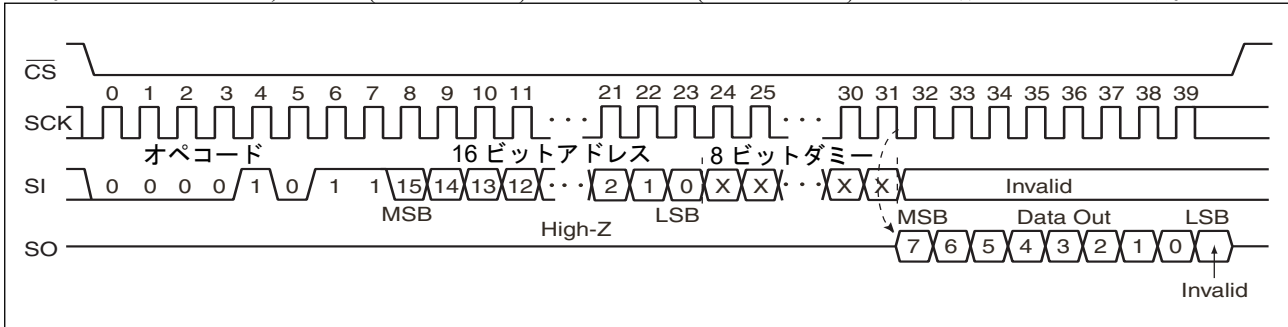 CS
0 1 2 3 4 5 6 7 8 9 10 11 21 22 23 24 25 30 31 32 33 34 35 36 37 38 39
SCK
オペコード 16 ビットアドレス 8 ビットダミー
SI 0 0 0 0 1 0 1 1 15 14 13 12 ··· 2 1 0 X X ··· X X Invalid
MSB LSB MSB Data Out LSB
High-Z
SO 7 6 5 4 3 2 1 0
Invalid